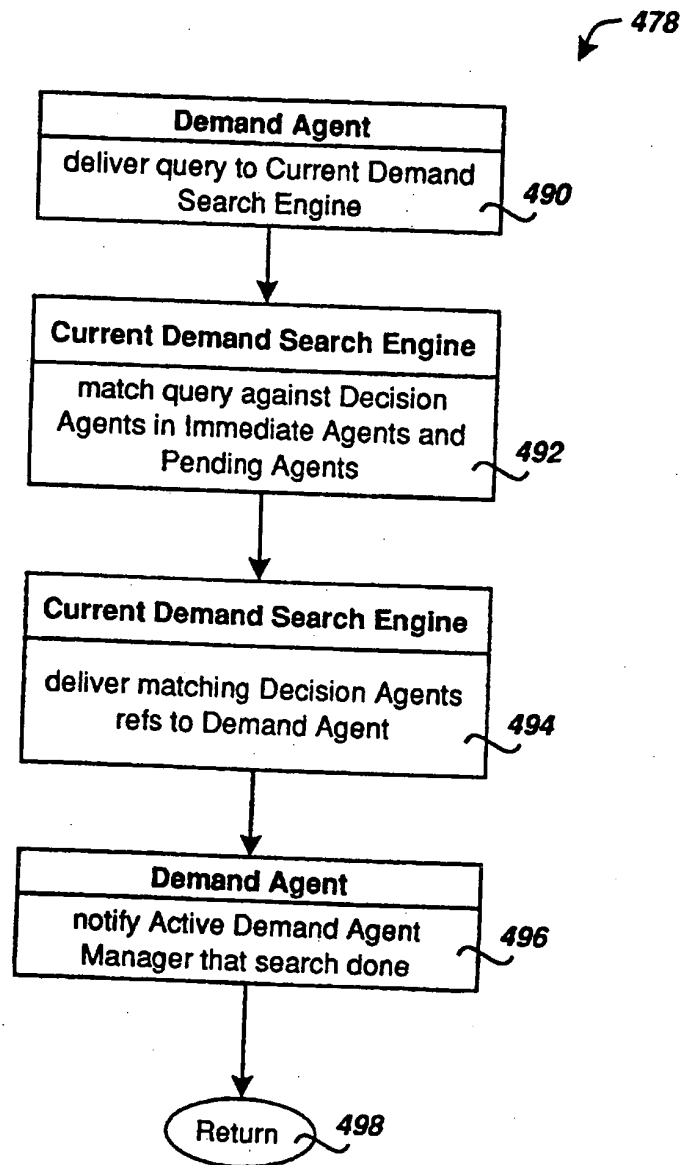 478
Demand Agent
deliver query to Current Demand
Search Engine
490
Current Demand Search Engine
match query against Decision
Agents in Immediate Agents and
Pending Agents
492
Current Demand Search Engine
deliver matching Decision Agents
refs to Demand Agent
494
Demand Agent
notify Active Demand Agent
Manager that search done
496
Return
498